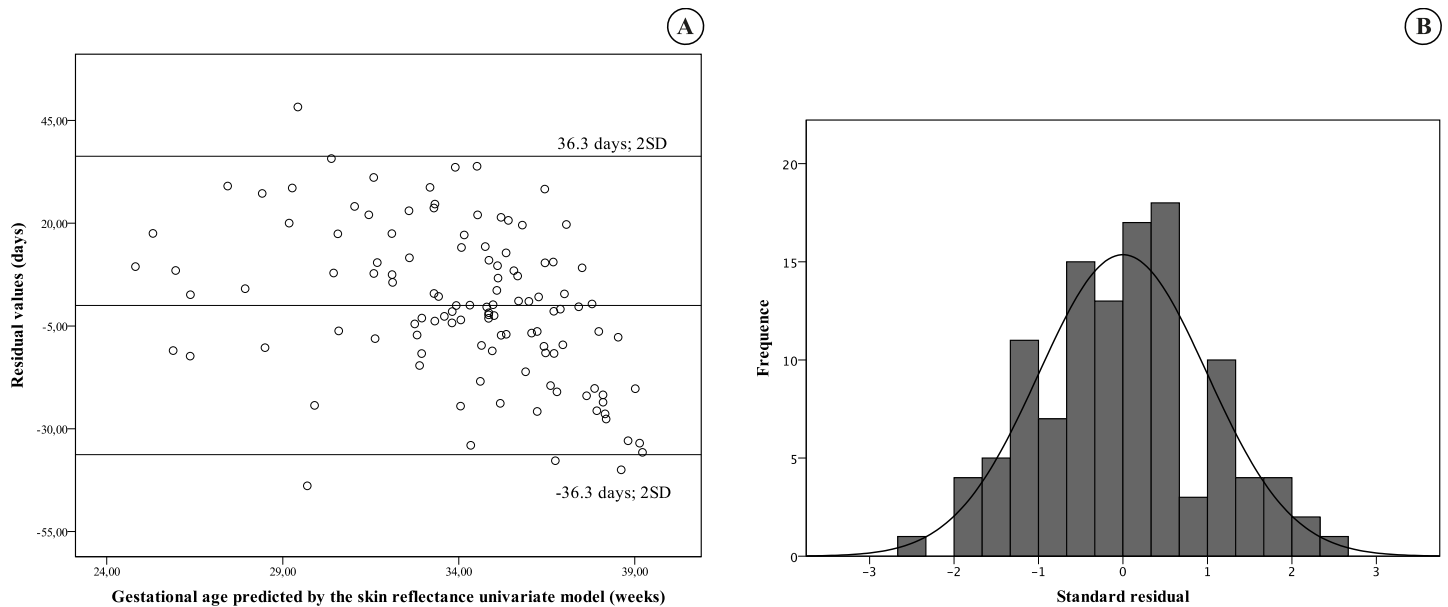 A
45,00
20,00
-5,00
-30,00
-55,00
Residual values (days)
36.3 days; 2SD
-36.3 days; 2SD
24,00 29,00 34,00 39,00
Gestational age predicted by the skin reflectance univariate model (weeks)
B
20
15
10
5
0
Frequence
-3 -2 -1 0 1 2 3
Standard residual